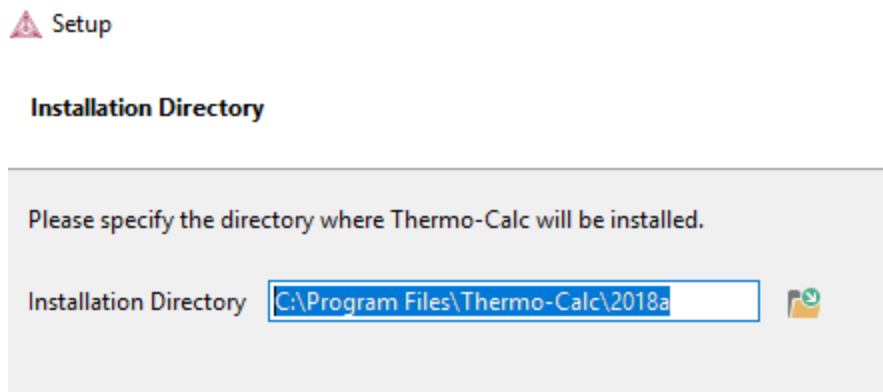 Setup
Installation Directory
Please specify the directory where Thermo-Calc will be installed.
Installation Directory C:\Program Files\Thermo-Calc\2018a